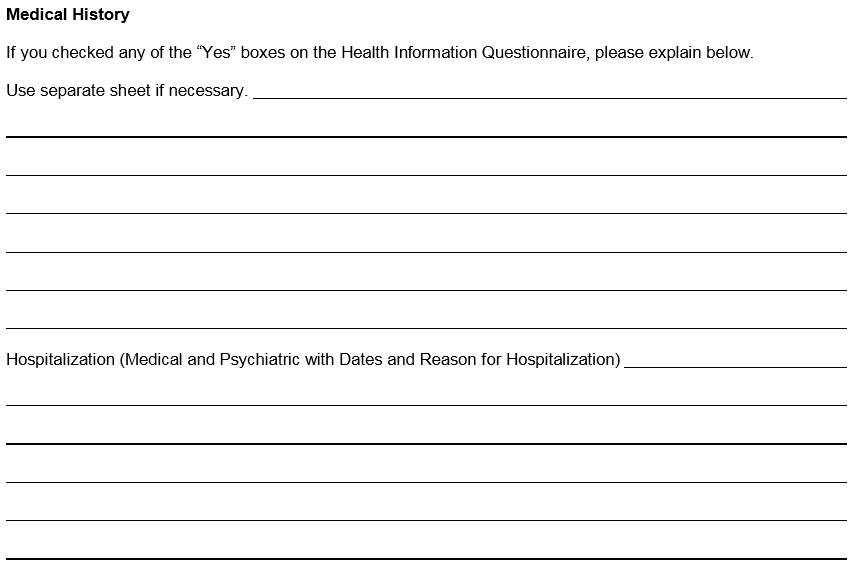 Medical History
If you checked any of the “Yes” boxes on the Health Information Questionnaire, please explain below.
Use separate sheet if necessary.
Hospitalization (Medical and Psychiatric with Dates and Reason for Hospitalization)